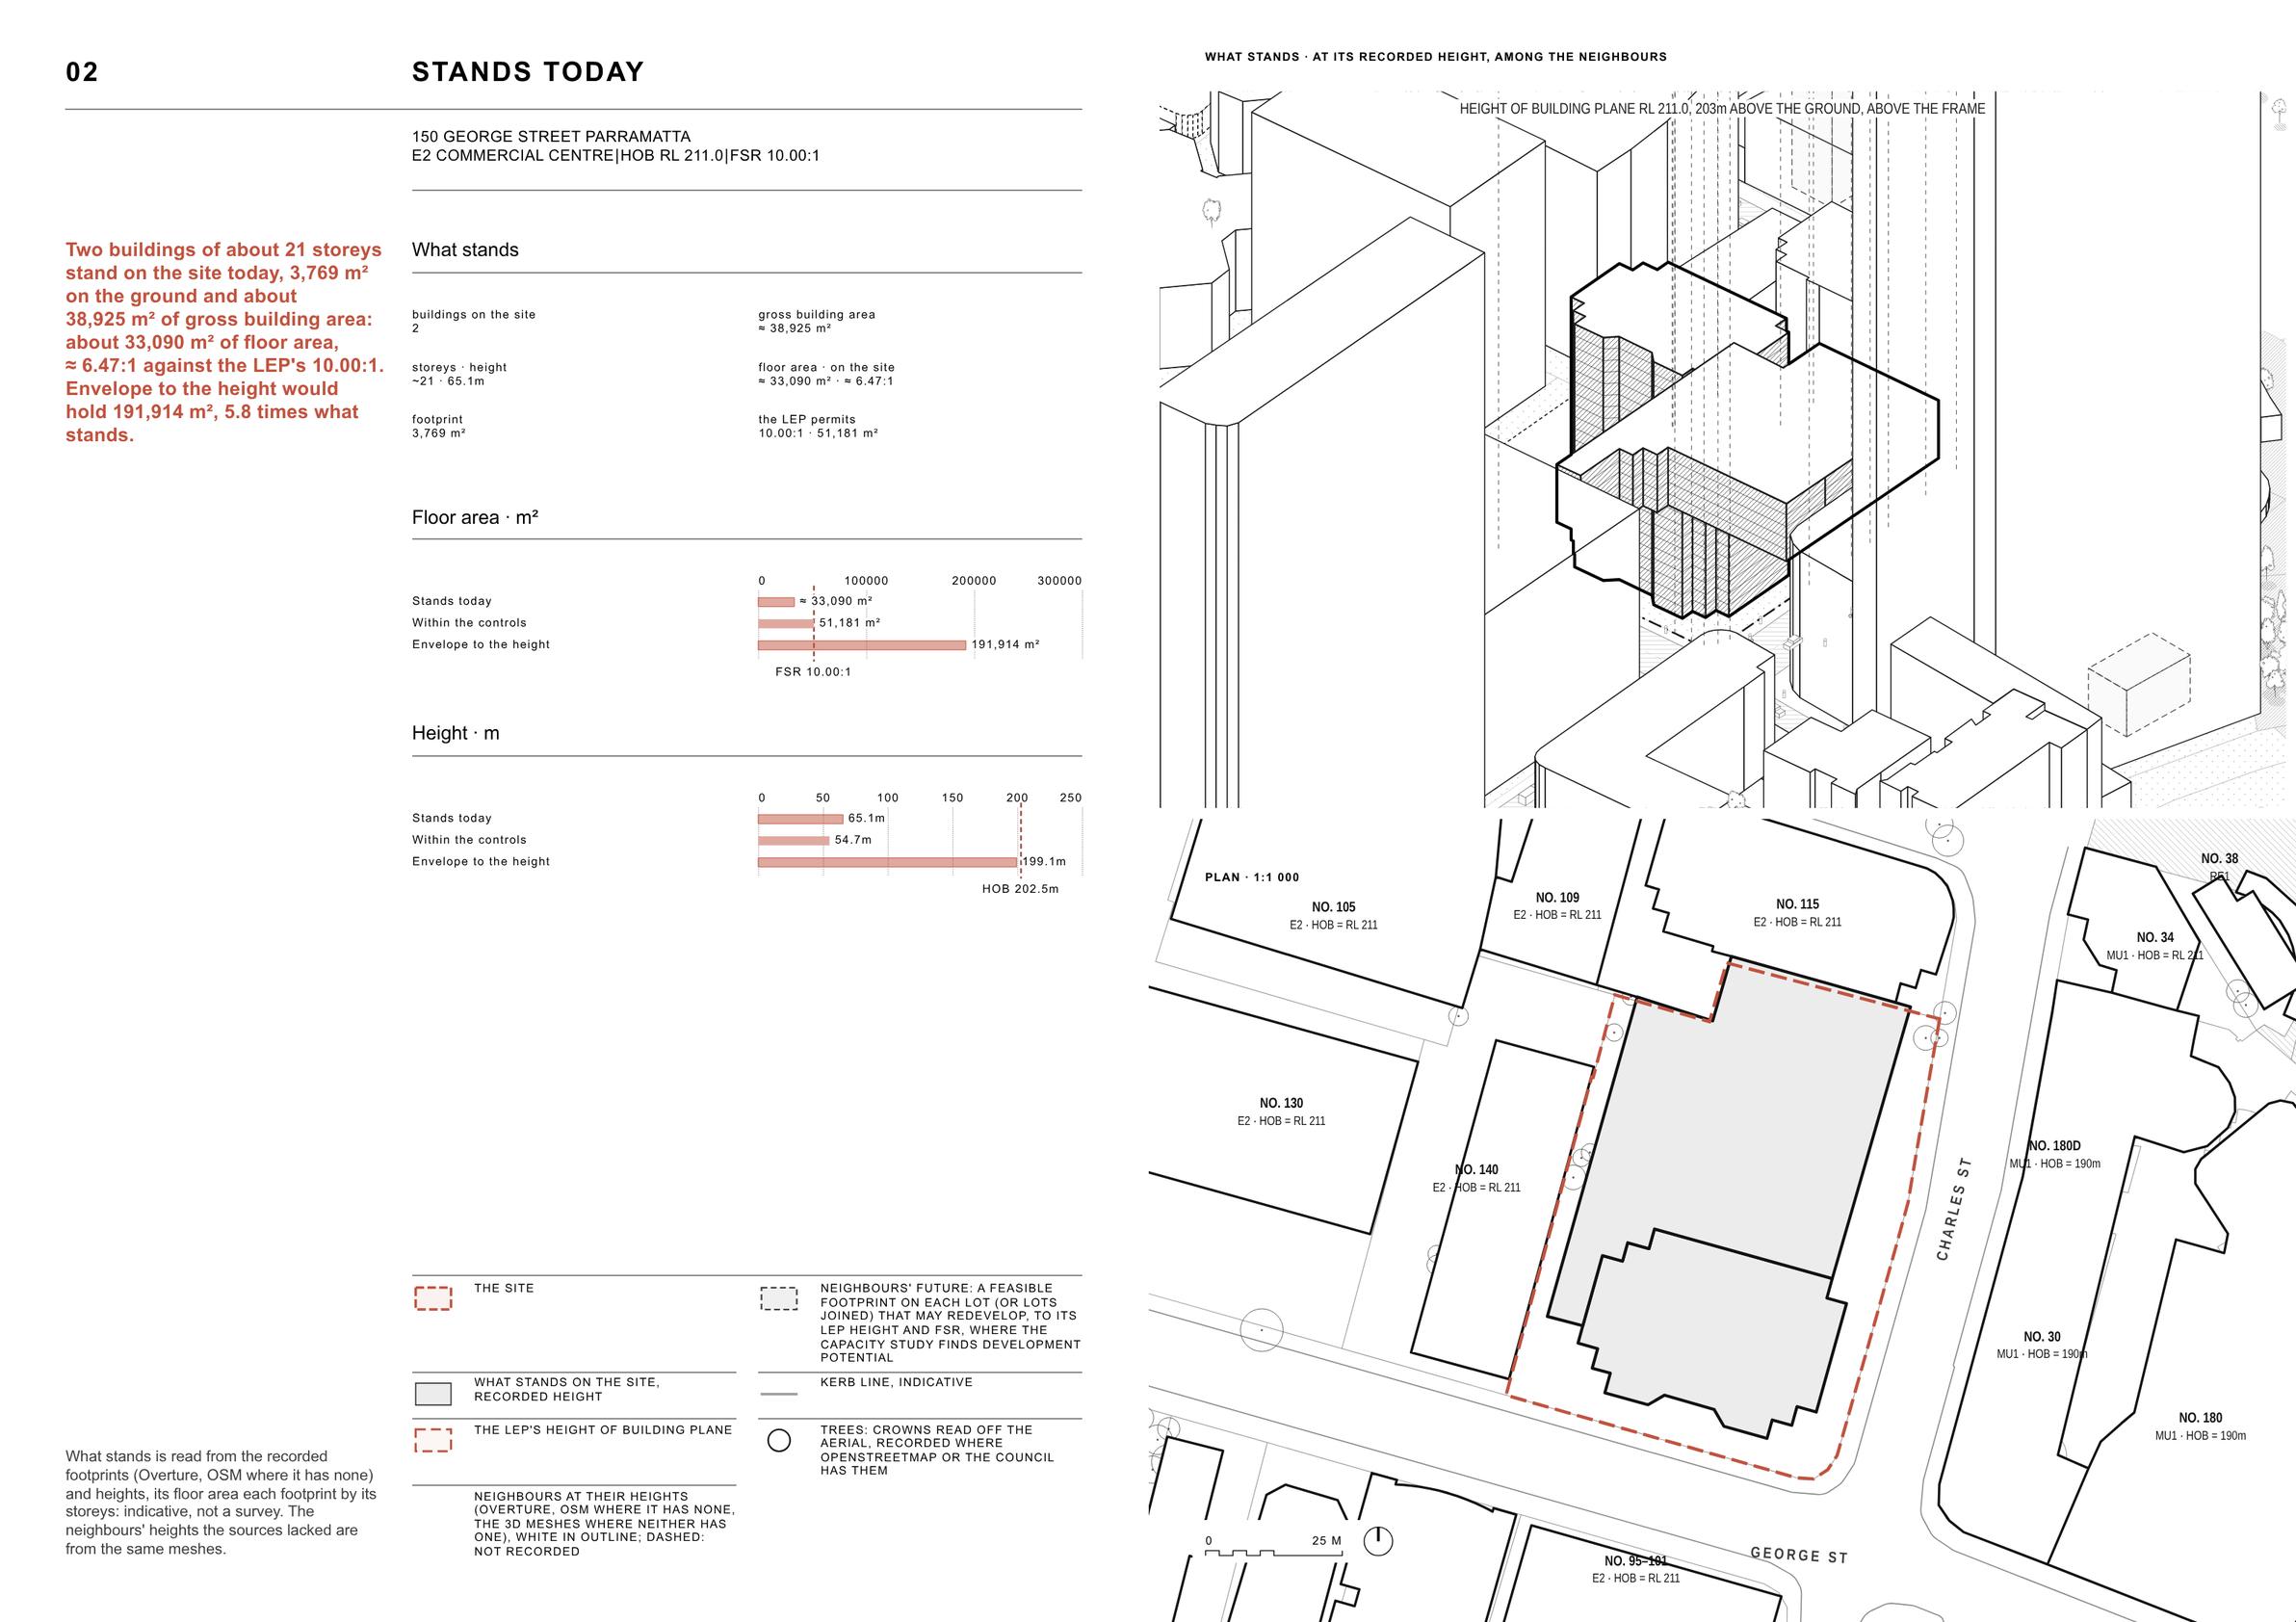 02
STANDS TODAY
150 GEORGE STREET PARRAMATTA
E2 COMMERCIAL CENTRE|HOB RL 211.0|FSR 10.00:1
Two buildings of about 21 storeys
stand on the site today, 3,769 m²
on the ground and about
38,925 m² of gross building area:
about 33,090 m² of floor area,
≈ 6.47:1 against the LEP's 10.00:1.
Envelope to the height would
hold 191,914 m², 5.8 times what
stands.
What stands
buildings on the site
2
gross building area
≈ 38,925 m²
storeys · height
~21 · 65.1m
floor area · on the site
≈ 33,090 m² · ≈ 6.47:1
footprint
3,769 m²
the LEP permits
10.00:1 · 51,181 m²
Floor area · m²
0 100000 200000 300000
Stands today ≈ 33,090 m²
Within the controls 51,181 m²
Envelope to the height 191,914 m²
FSR 10.00:1
Height · m
0 50 100 150 200 250
Stands today 65.1m
Within the controls 54.7m
Envelope to the height 199.1m
HOB 202.5m
THE SITE
NEIGHBOURS' FUTURE: A FEASIBLE
FOOTPRINT ON EACH LOT (OR LOTS
JOINED) THAT MAY REDEVELOP, TO ITS
LEP HEIGHT AND FSR, WHERE THE
CAPACITY STUDY FINDS DEVELOPMENT
POTENTIAL
WHAT STANDS ON THE SITE,
RECORDED HEIGHT
KERB LINE, INDICATIVE
THE LEP'S HEIGHT OF BUILDING PLANE
TREES: CROWNS READ OFF THE
AERIAL, RECORDED WHERE
OPENSTREETMAP OR THE COUNCIL
HAS THEM
NEIGHBOURS AT THEIR HEIGHTS
(OVERTURE, OSM WHERE IT HAS NONE,
THE 3D MESHES WHERE NEITHER HAS
ONE), WHITE IN OUTLINE; DASHED:
NOT RECORDED
What stands is read from the recorded
footprints (Overture, OSM where it has none)
and heights, its floor area each footprint by its
storeys: indicative, not a survey. The
neighbours' heights the sources lacked are
from the same meshes.
WHAT STANDS · AT ITS RECORDED HEIGHT, AMONG THE NEIGHBOURS
HEIGHT OF BUILDING PLANE RL 211.0, 203m ABOVE THE GROUND, ABOVE THE FRAME
PLAN · 1:1 000
NO. 105
E2 · HOB = RL 211
NO. 109
E2 · HOB = RL 211
NO. 115
E2 · HOB = RL 211
NO. 38
RE1
NO. 34
MU1 · HOB = RL 211
NO. 130
E2 · HOB = RL 211
NO. 140
E2 · HOB = RL 211
NO. 180D
MU1 · HOB = 190m
CHARLES ST
NO. 30
MU1 · HOB = 190m
NO. 180
MU1 · HOB = 190m
0 25 M
GEORGE ST
NO. 95–101
E2 · HOB = RL 211